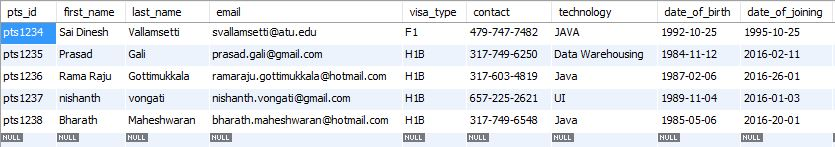 pts_id first_name last_name email visa_type contact technology date_of_birth date_of_joining
pts1234 Sai Dinesh Vallamsetti svallamsetti@atu.edu F1 479-747-7482 JAVA 1992-10-25 1995-10-25
pts1235 Prasad Gali prasad.gali@gmail.com H1B 317-749-6250 Data Warehousing 1984-11-12 2016-02-11
pts1236 Rama Raju Gottimukkala ramaraju.gottimukkala@hotmail.com H1B 317-603-4819 Java 1987-02-06 2016-26-01
pts1237 nishanth vongati nishanth.vongati@gmail.com H1B 657-225-2621 UI 1989-11-04 2016-01-03
pts1238 Bharath Maheshwaran bharath.maheshwaran@hotmail.com H1B 317-749-6548 Java 1985-05-06 2016-20-01
NULL NULL NULL NULL NULL NULL NULL NULL NULL